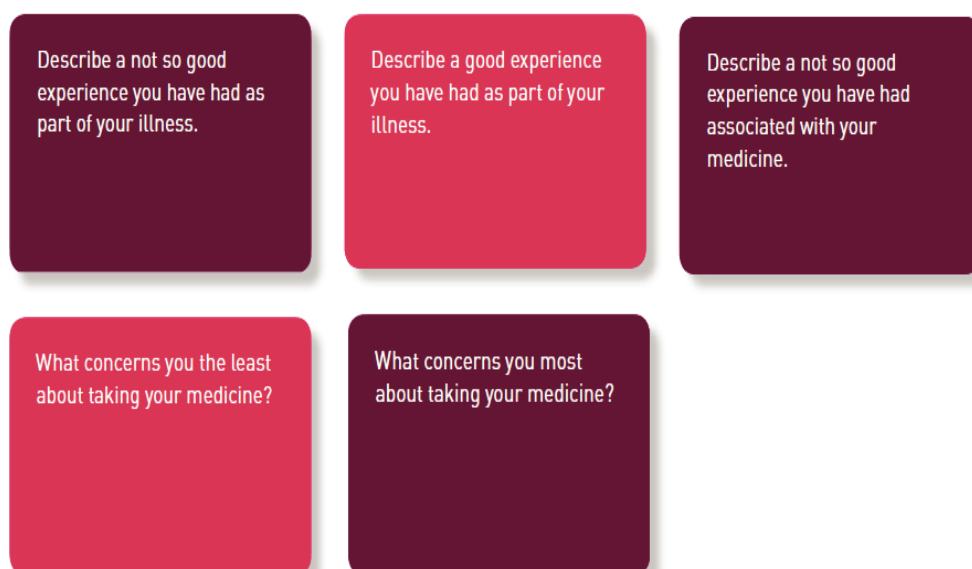 Describe a not so good
experience you have had as
part of your illness.
Describe a good experience
you have had as part of your
illness.
Describe a not so good
experience you have had
associated with your
medicine.
What concerns you the least
about taking your medicine?
What concerns you most
about taking your medicine?